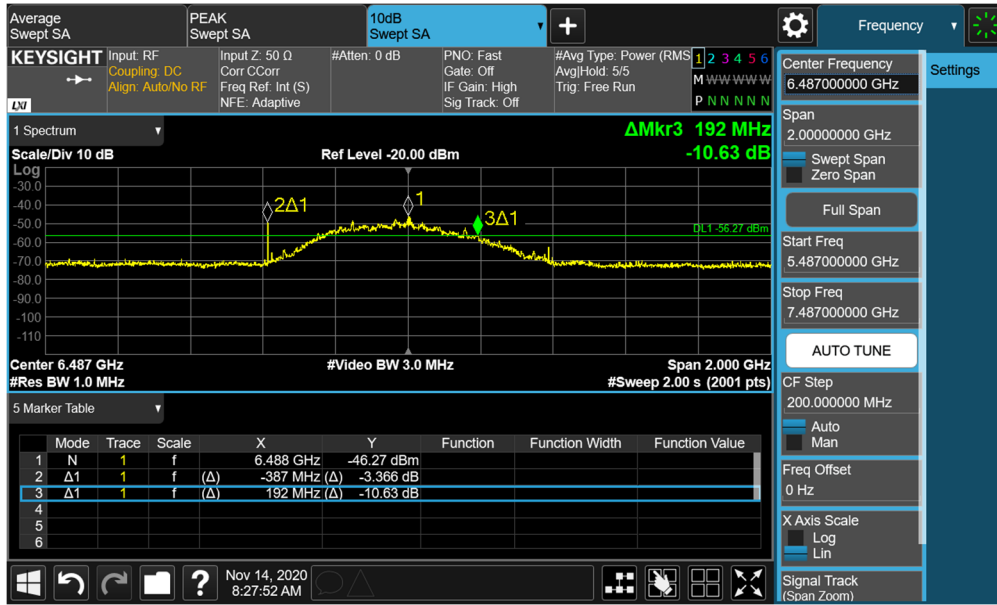 Average
Swept SA
PEAK
Swept SA
10dB
Swept SA
+
Frequency
KEYSIGHT
LXI
Input: RF
Coupling: DC
Align: Auto/No RF
Input Z: 50 Ω
Corr CCorr
Freq Ref: Int (S)
NFE: Adaptive
#Atten: 0 dB
PNO: Fast
Gate: Off
IF Gain: High
Sig Track: Off
#Avg Type: Power (RMS
Avg|Hold: 5/5
Trig: Free Run
1 2 3 4 5 6
M W W W W W
P N N N N N
1 Spectrum
Scale/Div 10 dB
Ref Level -20.00 dBm
ΔMkr3 192 MHz
-10.63 dB
Log
-30.0
-40.0
-50.0
-60.0
-70.0
-80.0
-90.0
-100
-110
2Δ1
1
3Δ1
DL1 -56.27 dBm
Center 6.487 GHz
#Video BW 3.0 MHz
Span 2.000 GHz
#Res BW 1.0 MHz
#Sweep 2.00 s (2001 pts)
5 Marker Table
Mode Trace Scale X Y Function Function Width Function Value
1 N 1 f 6.488 GHz -46.27 dBm
2 Δ1 1 f (Δ) -387 MHz (Δ) -3.366 dB
3 Δ1 1 f (Δ) 192 MHz (Δ) -10.63 dB
4
5
6
?
Nov 14, 2020
8:27:52 AM
Center Frequency
6.487000000 GHz
Span
2.00000000 GHz
Swept Span
Zero Span
Full Span
Start Freq
5.487000000 GHz
Stop Freq
7.487000000 GHz
AUTO TUNE
CF Step
200.000000 MHz
Auto
Man
Freq Offset
0 Hz
X Axis Scale
Log
Lin
Signal Track
(Span Zoom)
Settings